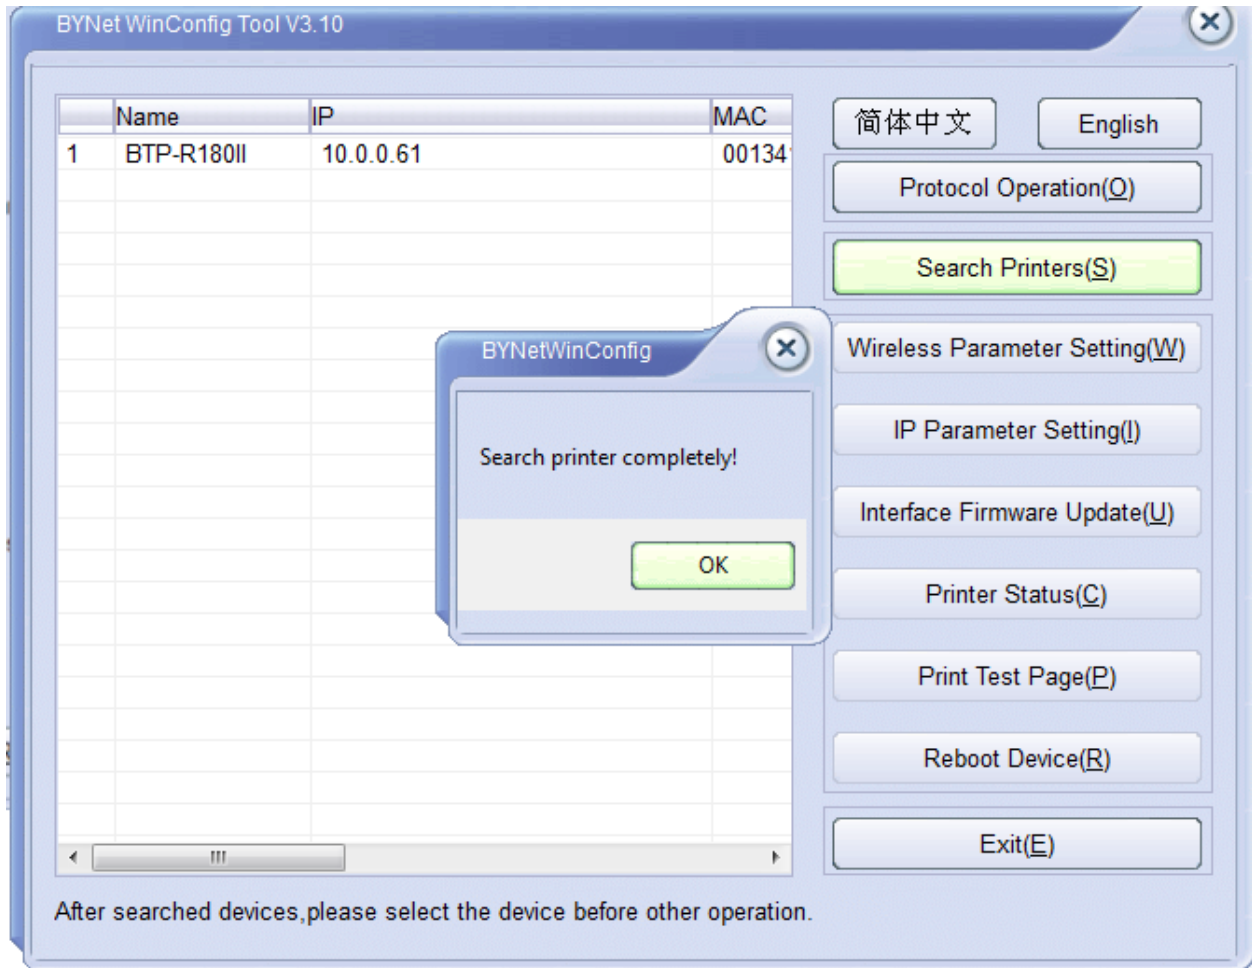 BYNet WinConfig Tool V3.10
Name IP MAC
1 BTP-R180II 10.0.0.61 001341
简体中文 English
Protocol Operation(O)
Search Printers(S)
Wireless Parameter Setting(W)
IP Parameter Setting(I)
Interface Firmware Update(U)
Printer Status(C)
Print Test Page(P)
Reboot Device(R)
Exit(E)
BYNetWinConfig
Search printer completely!
OK
After searched devices,please select the device before other operation.